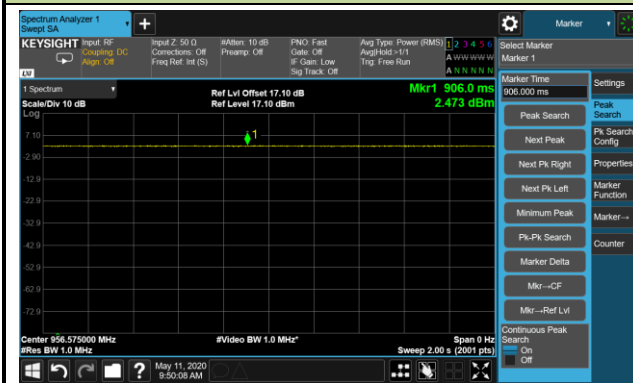 Spectrum Analyzer 1
Swept SA
+
Marker
KEYSIGHT
Input: RF
Coupling: DC
Align: Off
Input Z: 50 Ω
Corrections: Off
Freq Ref: Int (S)
#Atten: 10 dB
Preamp: Off
PNO: Fast
Gate: Off
IF Gain: Low
Sig Track: Off
Avg Type: Power (RMS)
Avg|Hold:>1/1
Trig: Free Run
1 2 3 4 5 6
A W W W W W
A N N N N N
Select Marker
Marker 1
LXI
1 Spectrum
Scale/Div 10 dB
Log
Ref Lvl Offset 17.10 dB
Ref Level 17.10 dBm
Mkr1 906.0 ms
2.473 dBm
Marker Time
906.000 ms
Settings
Peak Search
Peak
Search
Next Peak
Pk Search
Config
Next Pk Right
Properties
Next Pk Left
Marker
Function
Minimum Peak
Marker→
Pk-Pk Search
Counter
Marker Delta
Mkr→CF
Mkr→Ref Lvl
Continuous Peak
Search
On
Off
1
7.10
-2.90
-12.9
-22.9
-32.9
-42.9
-52.9
-62.9
-72.9
Center 956.575000 MHz
#Res BW 1.0 MHz
#Video BW 1.0 MHz*
Span 0 Hz
Sweep 2.00 s (2001 pts)
?
May 11, 2020
9:50:08 AM